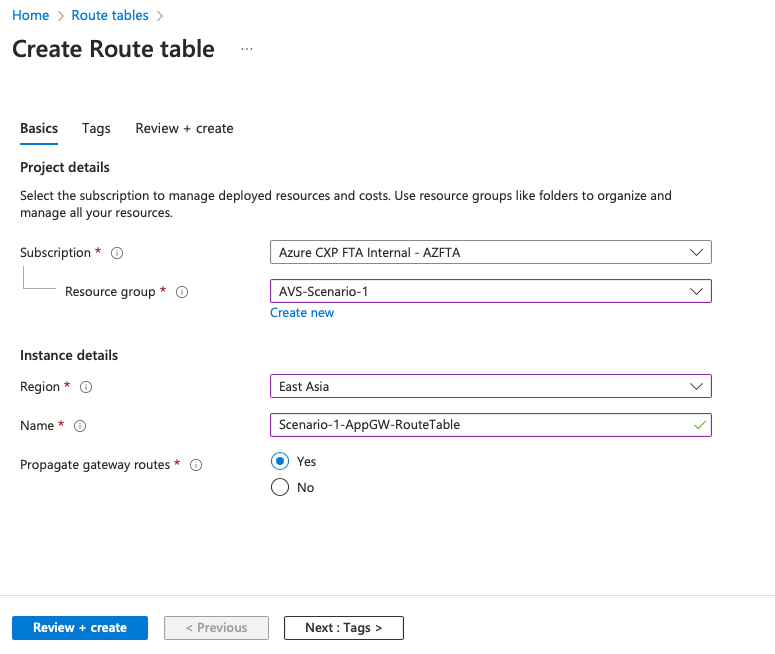 Home > Route tables >
Create Route table ...
Basics Tags Review + create
Project details
Select the subscription to manage deployed resources and costs. Use resource groups like folders to organize and
manage all your resources.
Subscription * Azure CXP FTA Internal - AZFTA
Resource group * AVS-Scenario-1
Create new
Instance details
Region * East Asia
Name * Scenario-1-AppGW-RouteTable
Propagate gateway routes * Yes
No
Review + create < Previous Next : Tags >